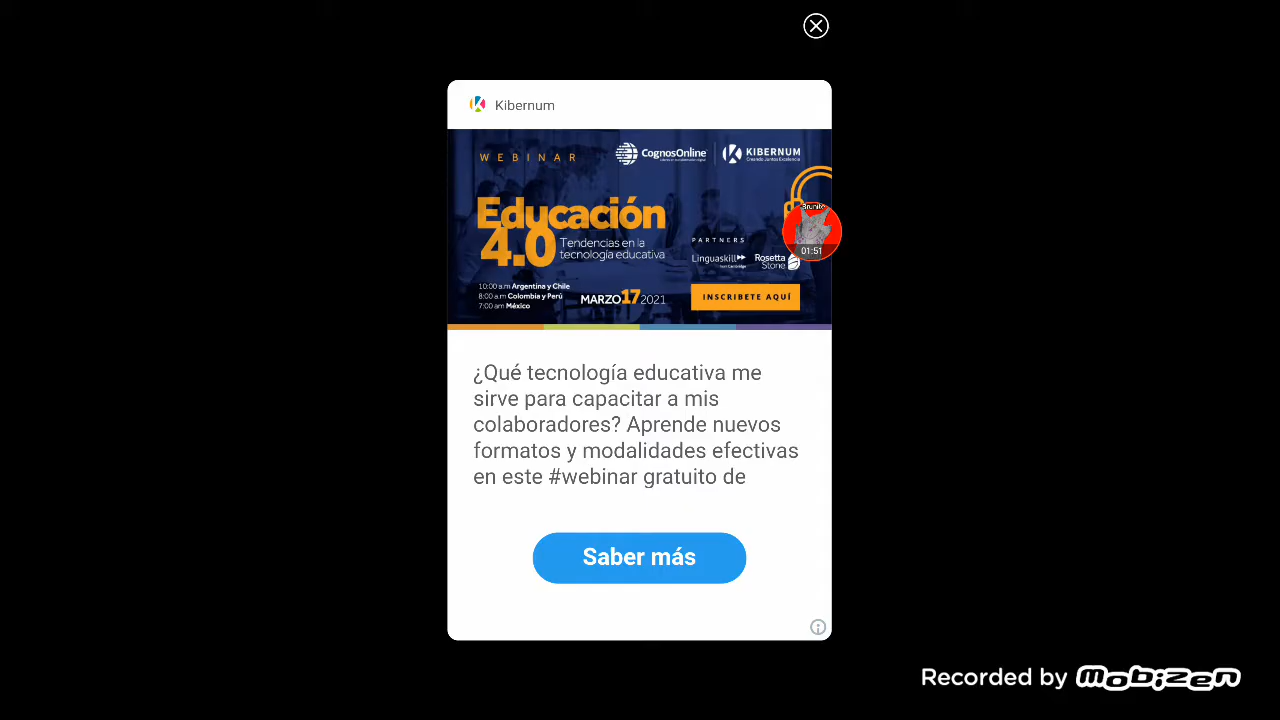 Kibernum
WEBINAR
CognosOnline
KIBERNUM
Creando Juntos Excelencia
Educación
4.0
Tendencias en la
tecnología educativa
Brunito
01:51
PARTNERS
Linguaskill
from Cambridge
Rosetta
Stone
10:00 a.m Argentina y Chile
8:00 a.m Colombia y Perú
7:00 am México
MARZO 17 2021
INSCRIBETE AQUÍ
¿Qué tecnología educativa me
sirve para capacitar a mis
colaboradores? Aprende nuevos
formatos y modalidades efectivas
en este #webinar gratuito de
Saber más
Recorded by mobizen